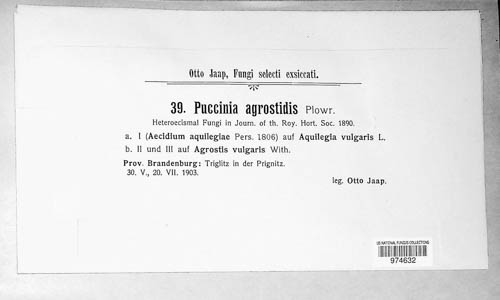 Otto Jaap, Fungi selecti exsiccati.
39. Puccinia agrostidis Plowr.
Heteroecismal Fungi in Journ. of th. Roy. Hort. Soc. 1890.
a. I (Aecidium aquilegiae Pers. 1806) auf Aquilegia vulgaris L.
b. II und III auf Agrostis vulgaris With.
Prov. Brandenburg: Triglitz in der Prignitz.
30. V., 20. VII. 1903.
leg. Otto Jaap.
US NATIONAL FUNGUS COLLECTIONS
974632